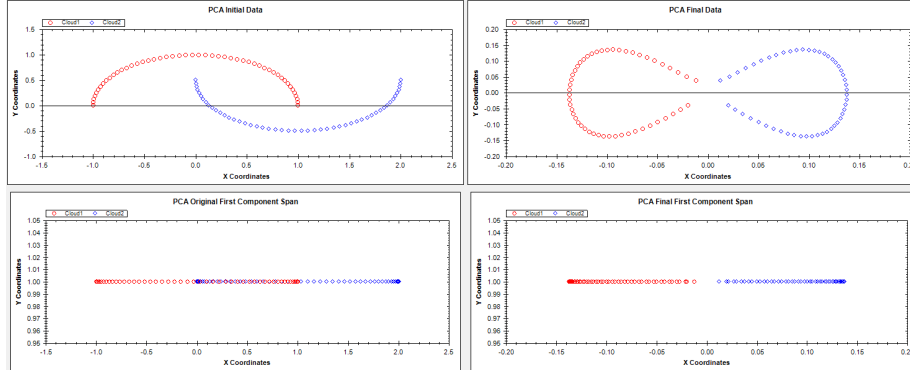 PCA Initial Data
Cloud1 Cloud2
1.5
1.0
0.5
0.0
-0.5
-1.0
Y Coordinates
-1.5 -1.0 -0.5 0.0 0.5 1.0 1.5 2.0 2.5
X Coordinates
PCA Final Data
Cloud1 Cloud2
0.20
0.15
0.10
0.06
0.00
-0.05
-0.10
-0.15
-0.20
Y Coordinates
-0.20 -0.15 -0.10 -0.05 0.00 0.05 0.10 0.15 0.2
X Coordinates
PCA Original First Component Span
Cloud1 Cloud2
1.05
1.04
1.03
1.02
1.01
1.00
0.99
0.98
0.97
0.96
0.95
Y Coordinates
-1.5 -1.0 -0.5 0.0 0.5 1.0 1.5 2.0 2.5
X Coordinates
PCA Final First Component Span
Cloud1 Cloud2
1.05
1.04
1.03
1.02
1.01
1.00
0.99
0.98
0.97
0.96
0.95
Y Coordinates
-0.20 -0.15 -0.10 -0.05 0.00 0.05 0.10 0.15 0.20
X Coordinates